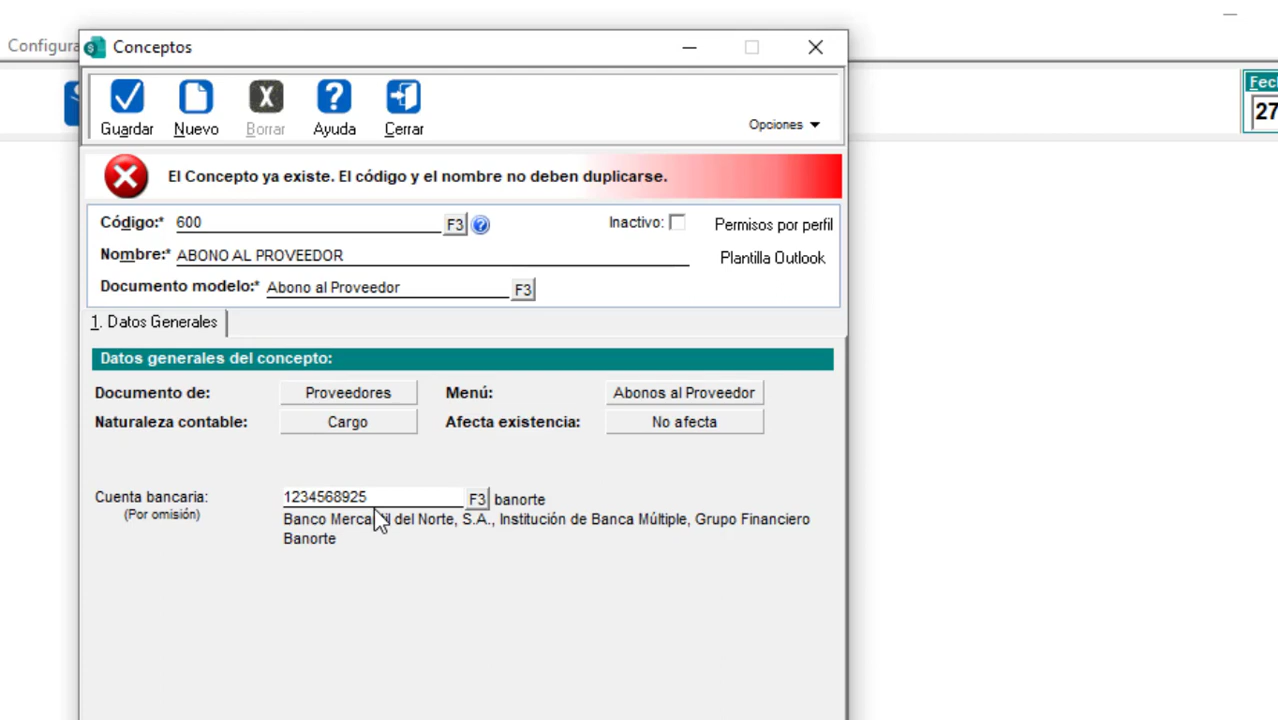 Configura
Conceptos
Guardar Nuevo Borrar Ayuda Cerrar
Opciones
El Concepto ya existe. El código y el nombre no deben duplicarse.
Código:* 600 F3 ? Inactivo: Permisos por perfil
Nombre:* ABONO AL PROVEEDOR Plantilla Outlook
Documento modelo:* Abono al Proveedor F3
1. Datos Generales
Datos generales del concepto:
Documento de: Proveedores Menú: Abonos al Proveedor
Naturaleza contable: Cargo Afecta existencia: No afecta
Cuenta bancaria: 1234568925 F3 banorte
(Por omisión)
Banco Mercantil del Norte, S.A., Institución de Banca Múltiple, Grupo Financiero
Banorte
Fec
27